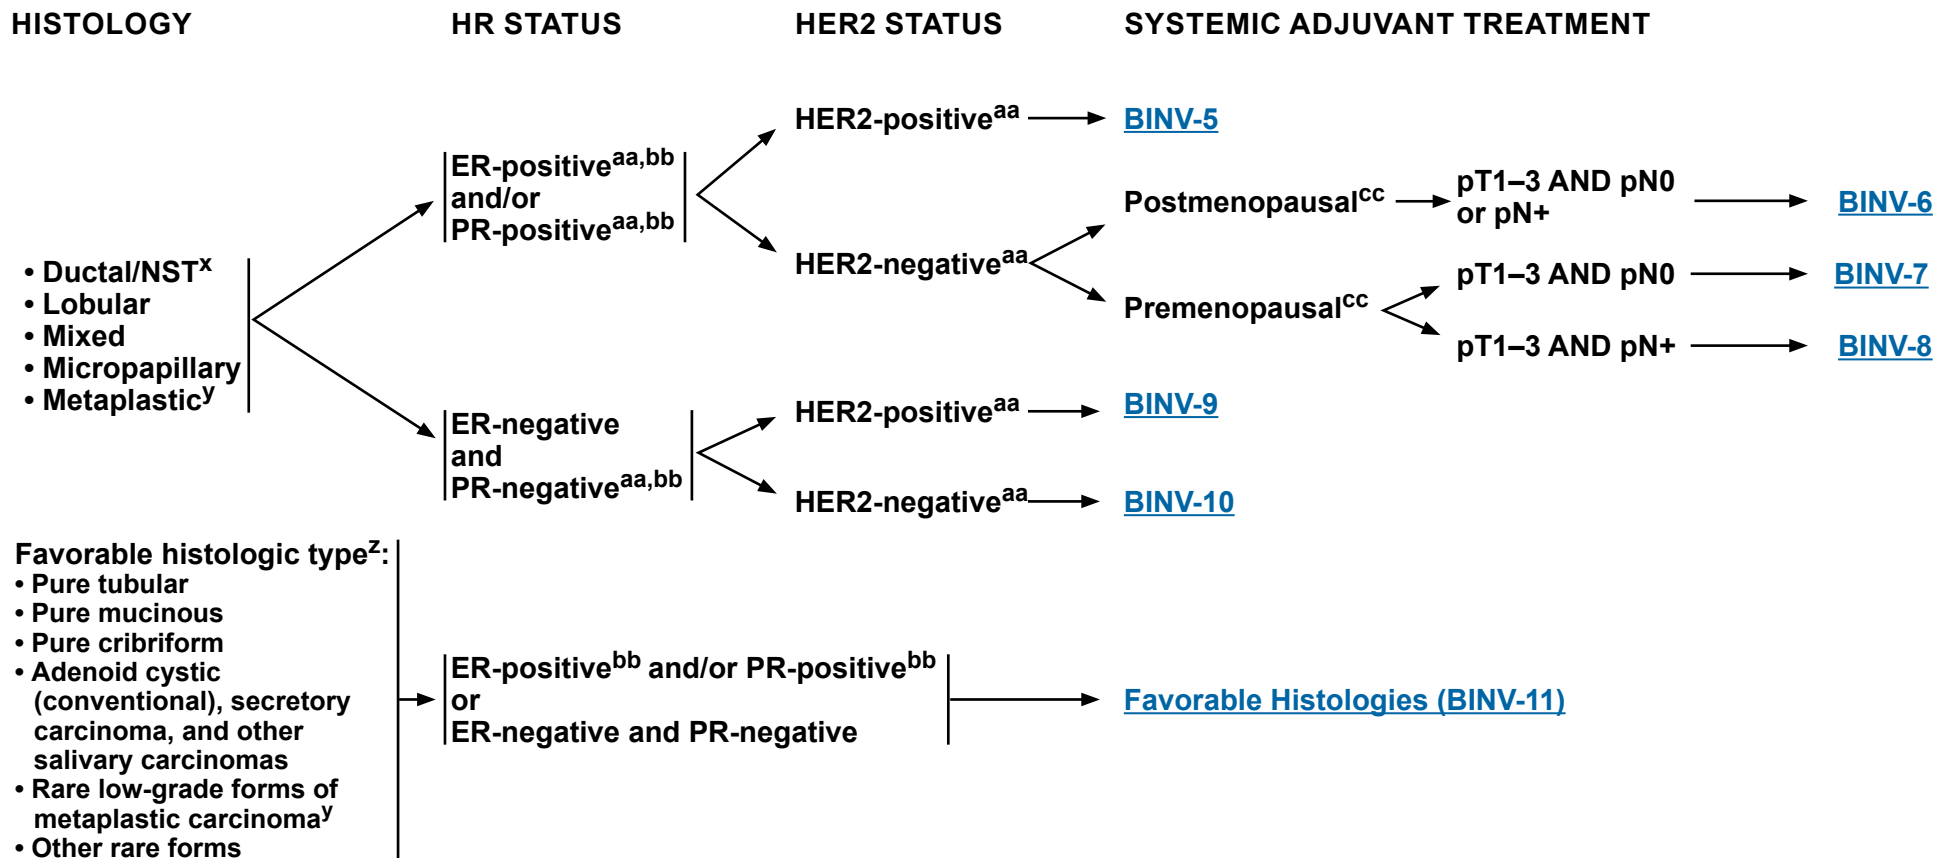 HISTOLOGY HR STATUS HER2 STATUS SYSTEMIC ADJUVANT TREATMENT
• Ductal/NSTx
• Lobular
• Mixed
• Micropapillary
• Metaplasticy
ER-positiveaa,bb
and/or
PR-positiveaa,bb
HER2-positiveaa
BINV-5
HER2-negativeaa
Postmenopausalcc
pT1–3 AND pN0
or pN+
BINV-6
Premenopausalcc
pT1–3 AND pN0
BINV-7
pT1–3 AND pN+
BINV-8
ER-negative
and
PR-negativeaa,bb
HER2-positiveaa
BINV-9
HER2-negativeaa
BINV-10
Favorable histologic typez:
• Pure tubular
• Pure mucinous
• Pure cribriform
• Adenoid cystic
(conventional), secretory
carcinoma, and other
salivary carcinomas
• Rare low-grade forms of
metaplastic carcinomay
• Other rare forms
ER-positivebb and/or PR-positivebb
or
ER-negative and PR-negative
Favorable Histologies (BINV-11)